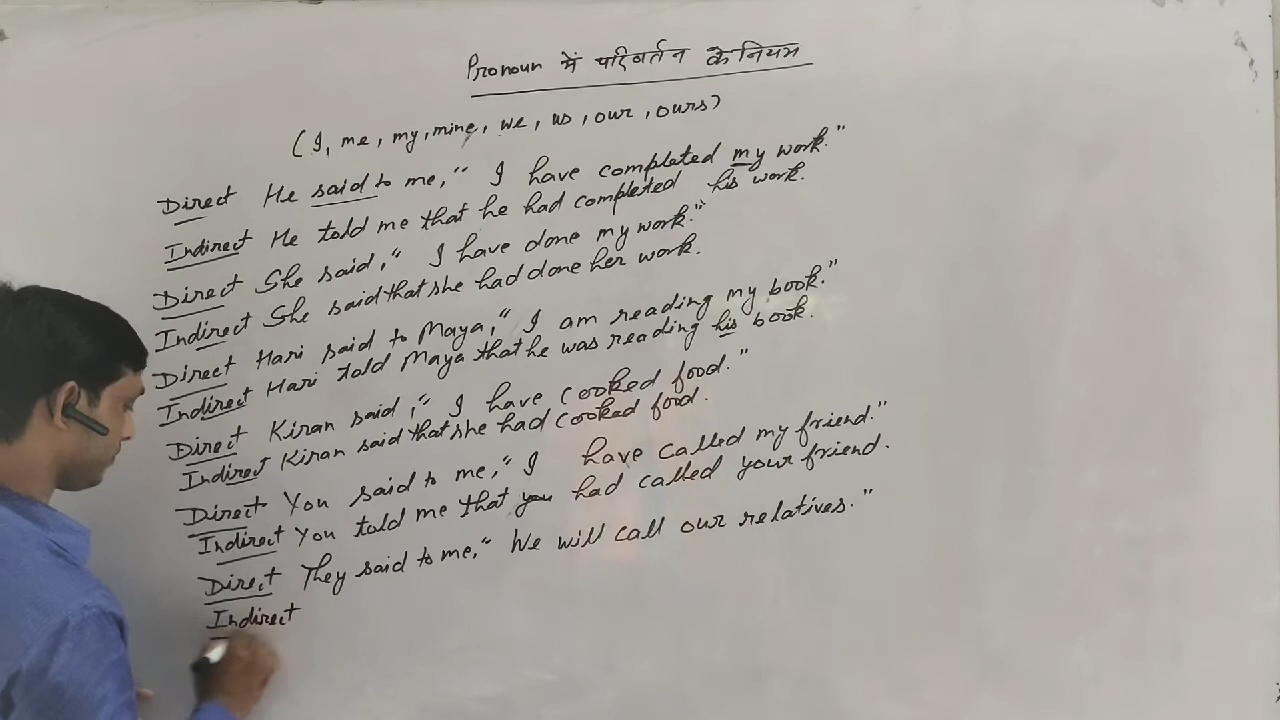 Pronoun में परिवर्तन के नियम
(I, me, my, mine, we, us, our, ours)
Direct He said to me, " I have completed my work."
Indirect He told me that he had completed his work.
Direct She said, " I have done my work."
Indirect She said that she had done her work.
Direct Hari said to Maya, " I am reading my book."
Indirect Hari told Maya that he was reading his book.
Direct Kiran said, " I have cooked food."
Indirect Kiran said that she had cooked food.
Direct You said to me, " I have called my friend."
Indirect You told me that you had called your friend.
Direct They said to me, " We will call our relatives."
Indirect